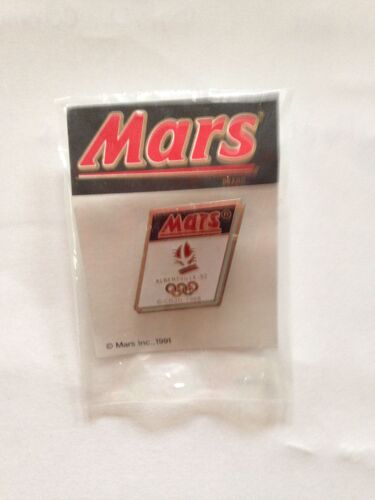 Mars
Mars®
ALBERTVILLE 92
© Mars Inc., 1991